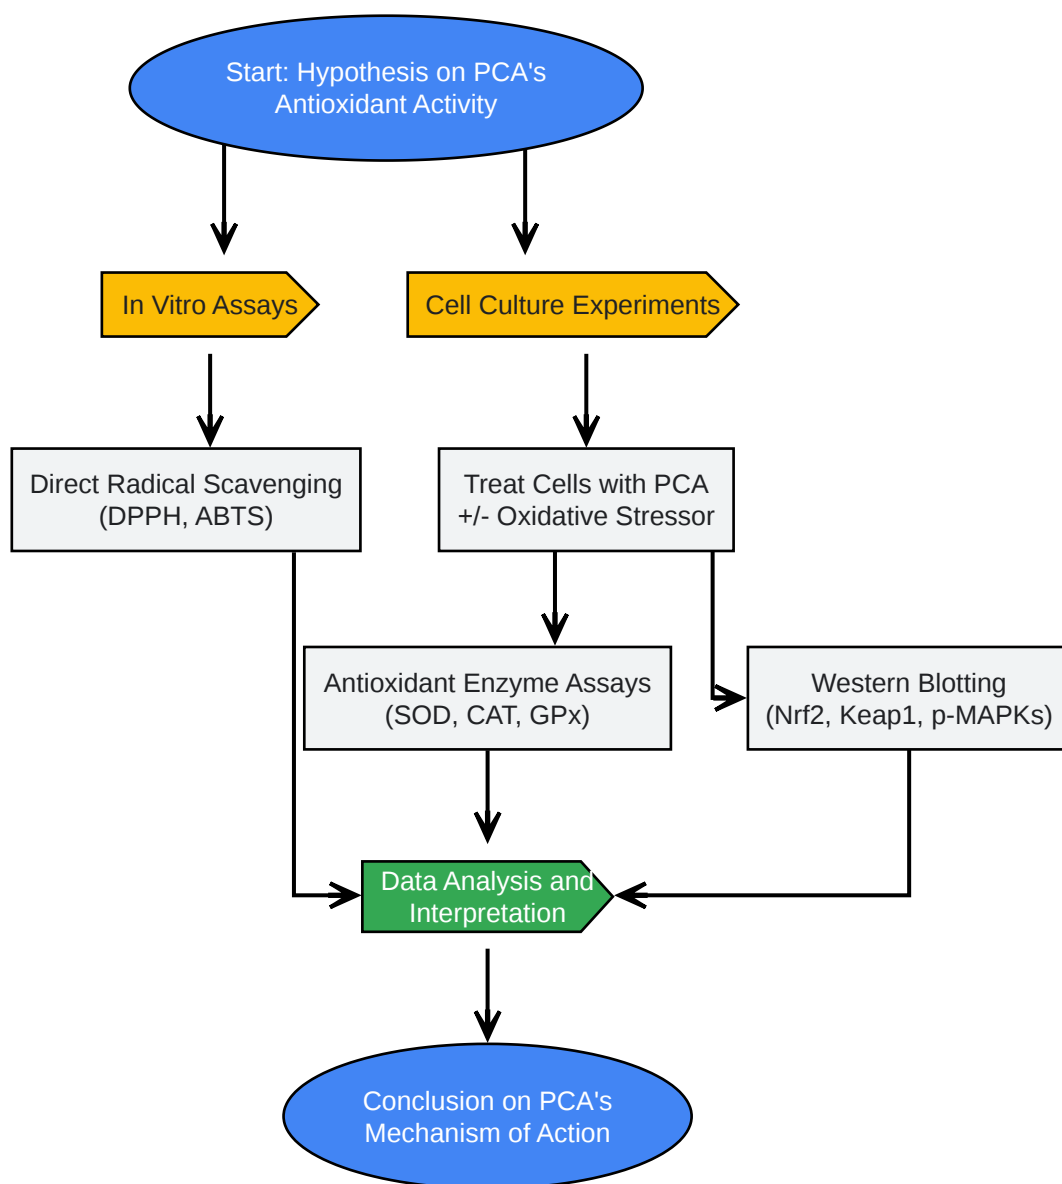 Start: Hypothesis on PCA's
Antioxidant Activity
In Vitro Assays
Cell Culture Experiments
Direct Radical Scavenging
(DPPH, ABTS)
Treat Cells with PCA
+/- Oxidative Stressor
Antioxidant Enzyme Assays
(SOD, CAT, GPx)
Western Blotting
(Nrf2, Keap1, p-MAPKs)
Data Analysis and
Interpretation
Conclusion on PCA's
Mechanism of Action